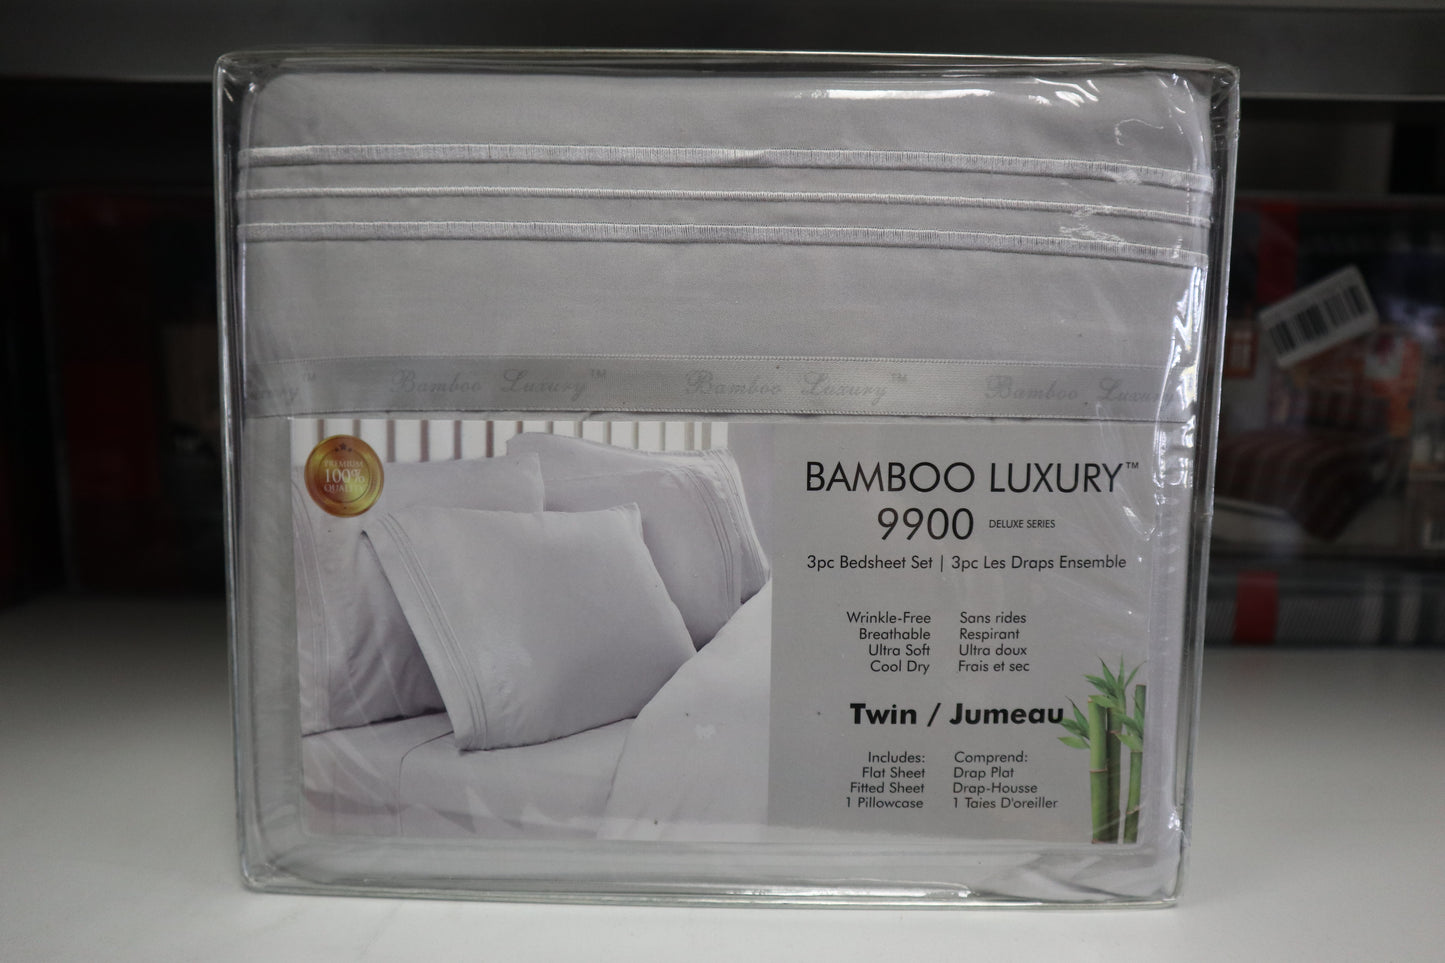 Bamboo Luxury™ Bamboo Luxury™ Bamboo Luxury
PREMIUM
100%
QUALITY
BAMBOO LUXURY™
9900 DELUXE SERIES
3pc Bedsheet Set | 3pc Les Draps Ensemble
Wrinkle-Free Sans rides
Breathable Respirant
Ultra Soft Ultra doux
Cool Dry Frais et sec
Twin / Jumeau
Includes: Comprend:
Flat Sheet Drap Plat
Fitted Sheet Drap-Housse
1 Pillowcase 1 Taies D'oreiller